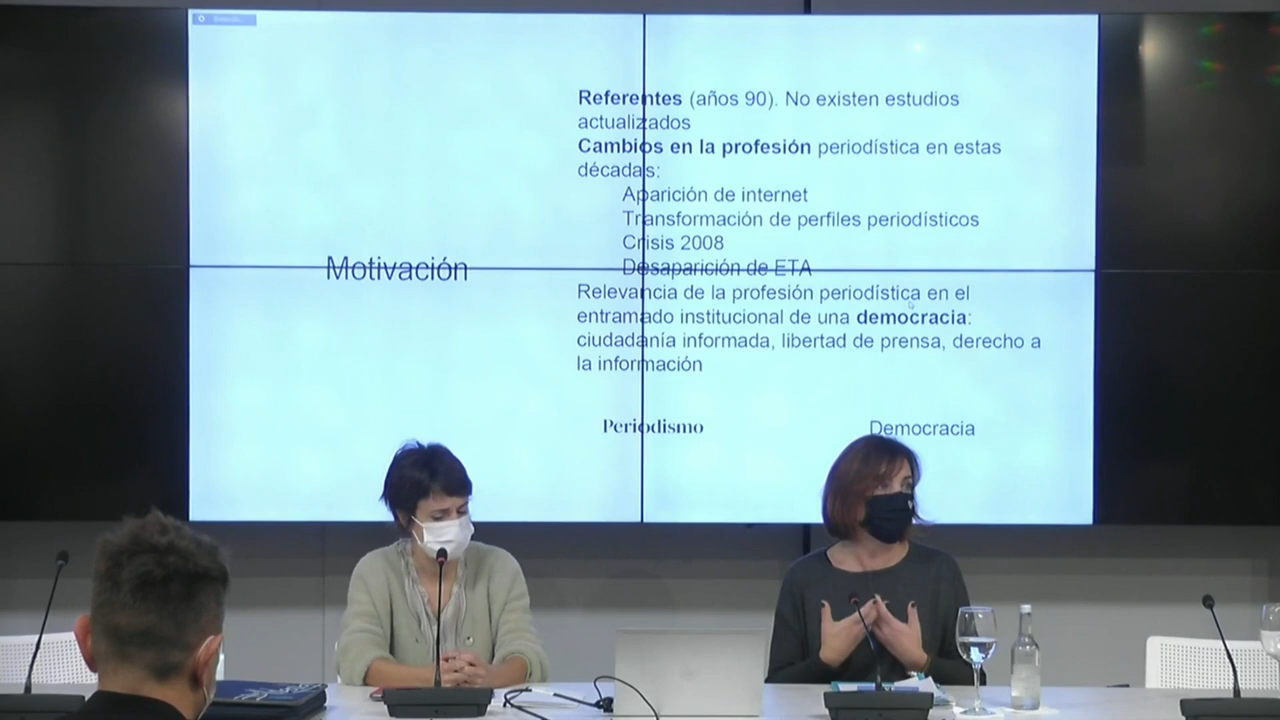 Referentes (años 90). No existen estudios
actualizados
Cambios en la profesión periodística en estas
décadas:
Aparición de internet
Transformación de perfiles periodísticos
Crisis 2008
Desaparición de ETA
Motivación
Relevancia de la profesión periodística en el
entramado institucional de una democracia:
ciudadanía informada, libertad de prensa, derecho a
la información
Periodismo
Democracia